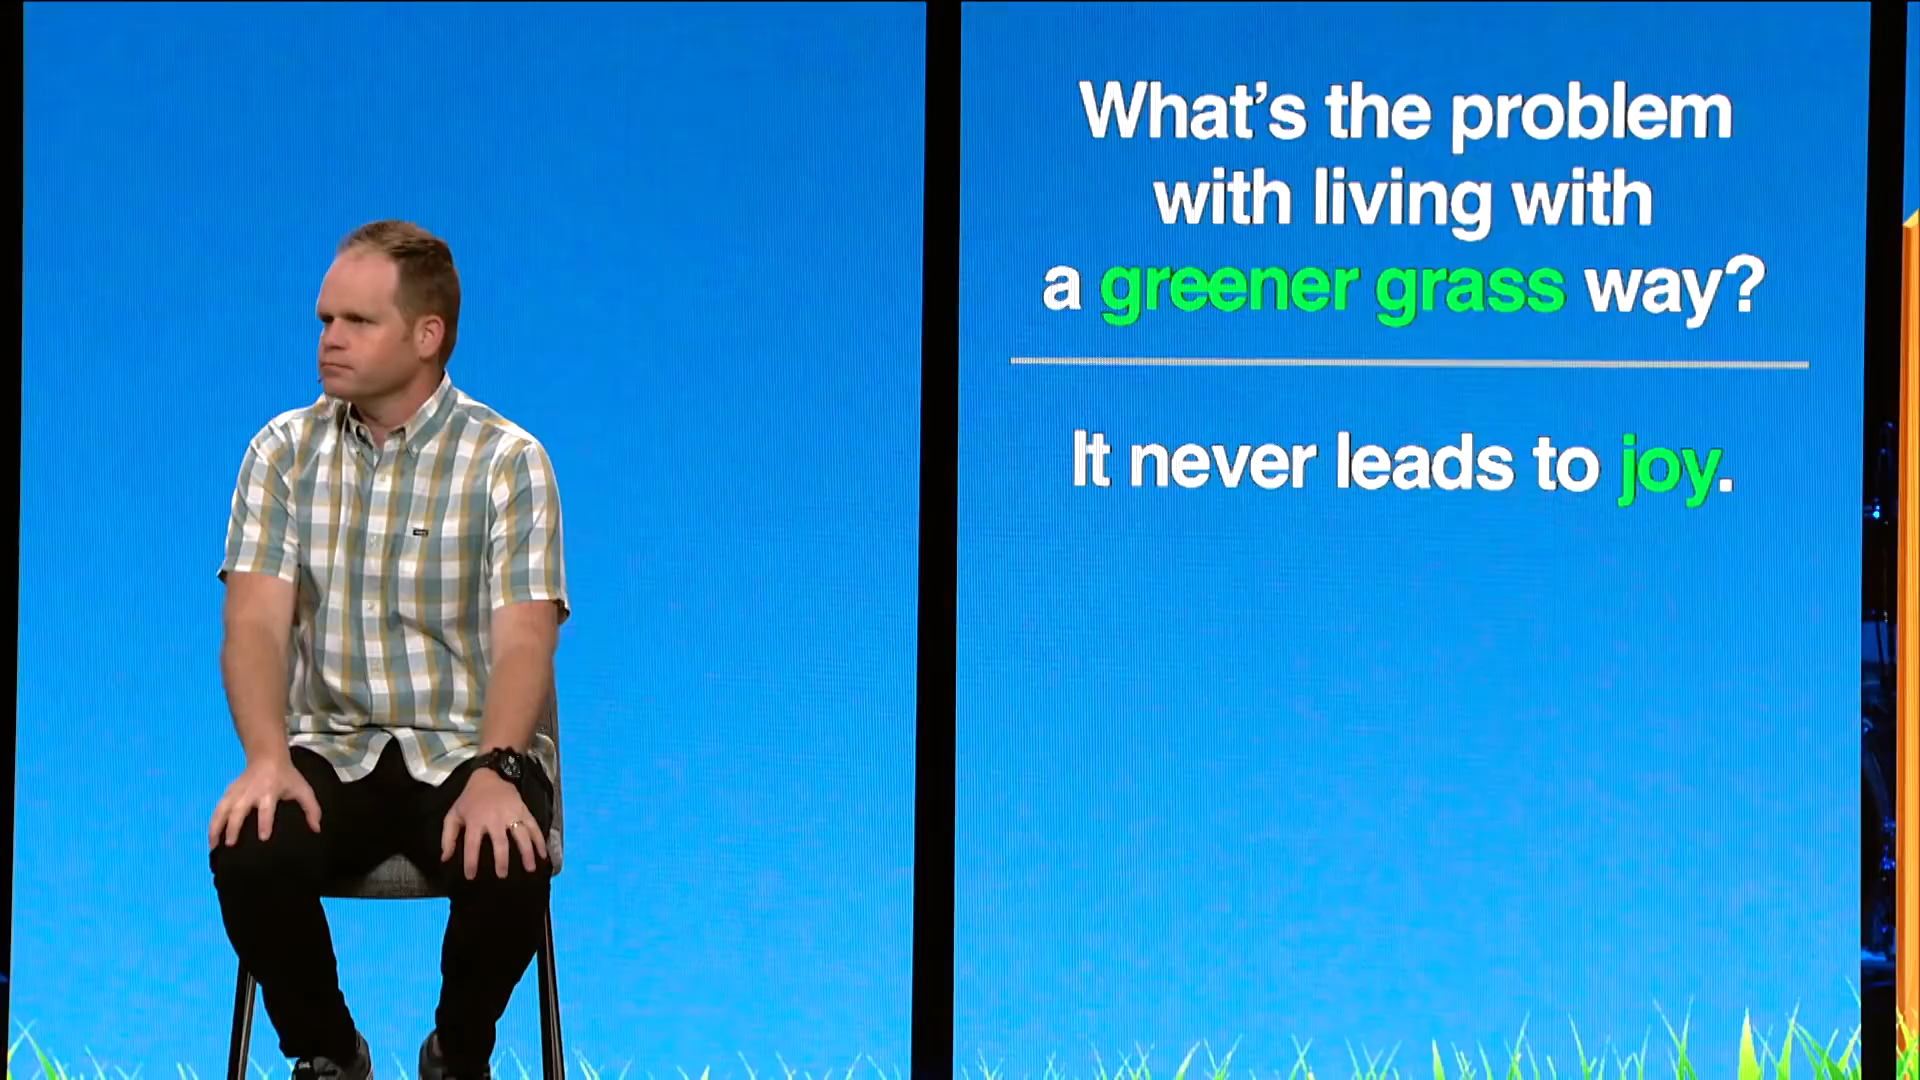 What's the problem
with living with
a greener grass way?
It never leads to joy.